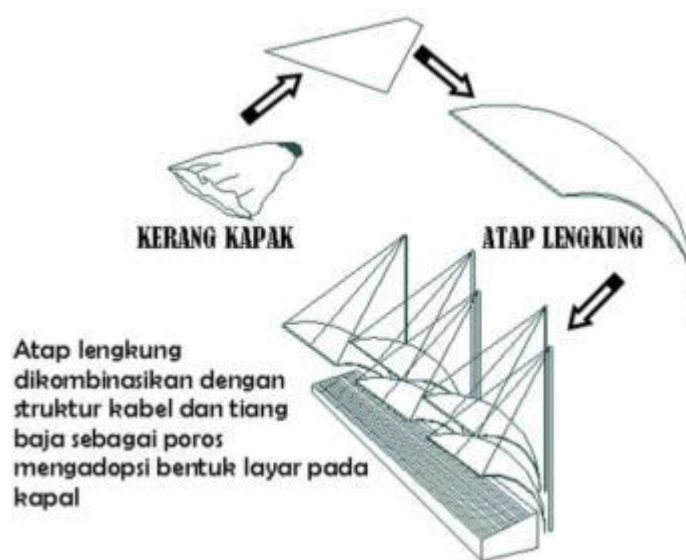 KERANG KAPAK
ATAP LENGKUNG
Atap lengkung
dikombinasikan dengan
struktur kabel dan tiang
baja sebagai poros
mengadopsi bentuk layar pada
kapal